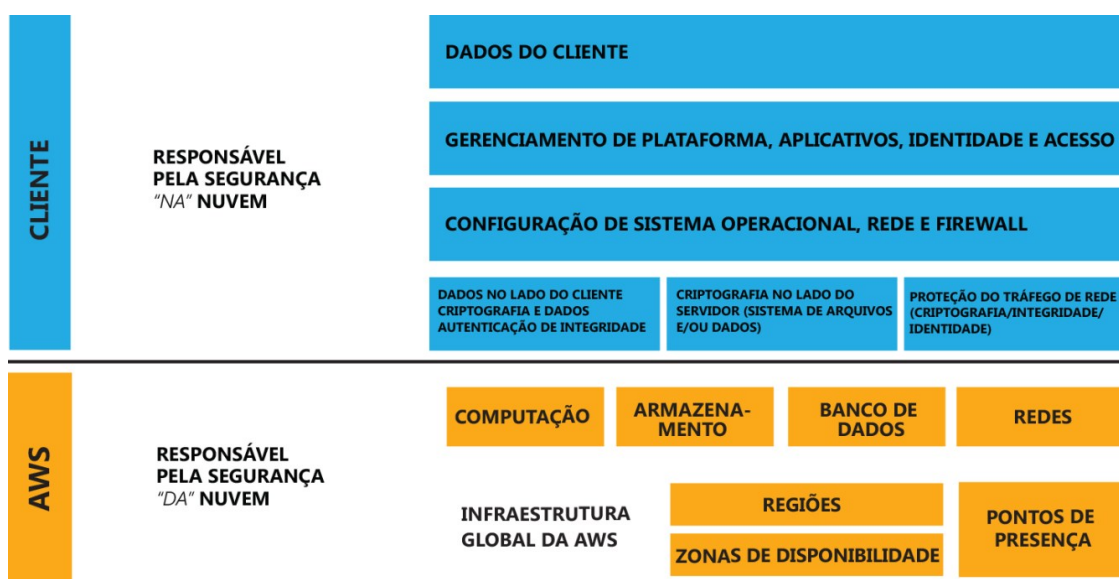 CLIENTE
RESPONSÁVEL
PELA SEGURANÇA
“NA” NUVEM
DADOS DO CLIENTE
GERENCIAMENTO DE PLATAFORMA, APLICATIVOS, IDENTIDADE E ACESSO
CONFIGURAÇÃO DE SISTEMA OPERACIONAL, REDE E FIREWALL
DADOS NO LADO DO CLIENTE
CRIPTOGRAFIA E DADOS
AUTENTICAÇÃO DE INTEGRIDADE
CRIPTOGRAFIA NO LADO DO
SERVIDOR (SISTEMA DE ARQUIVOS
E/OU DADOS)
PROTEÇÃO DO TRÁFEGO DE REDE
(CRIPTOGRAFIA/INTEGRIDADE/
IDENTIDADE)
AWS
RESPONSÁVEL
PELA SEGURANÇA
“DA” NUVEM
COMPUTAÇÃO
ARMAZENA-
MENTO
BANCO DE
DADOS
REDES
INFRAESTRUTURA
GLOBAL DA AWS
REGIÕES
ZONAS DE DISPONIBILIDADE
PONTOS DE
PRESENÇA